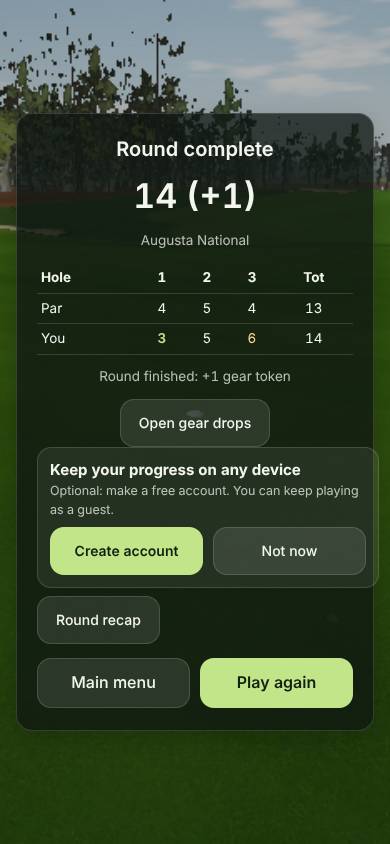 Round complete
14 (+1)
Augusta National
Hole 1 2 3 Tot
Par 4 5 4 13
You 3 5 6 14
Round finished: +1 gear token
Open gear drops
Keep your progress on any device
Optional: make a free account. You can keep playing
as a guest.
Create account Not now
Round recap
Main menu Play again